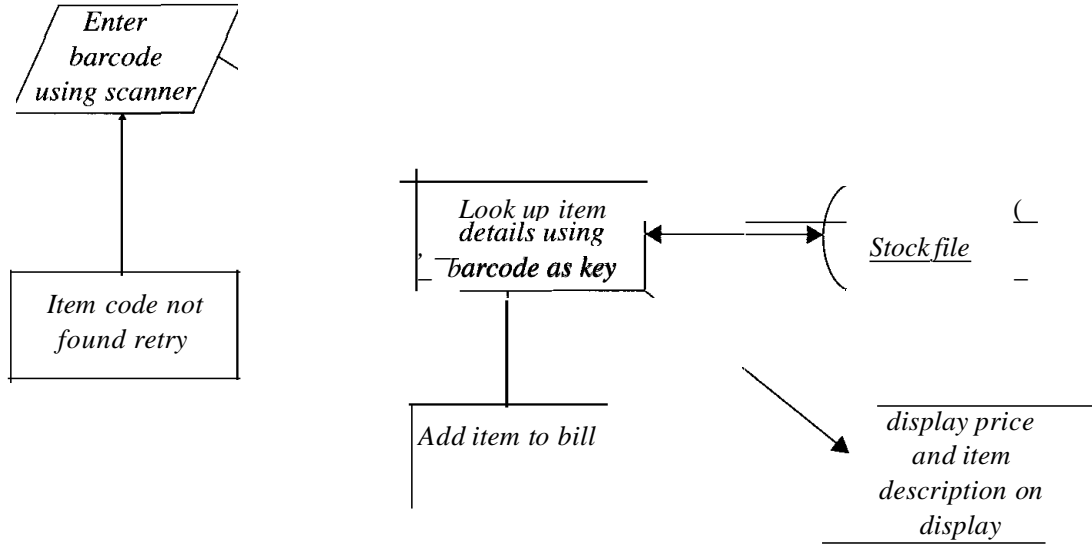 Enter
barcode
using scanner
Item code not
found retry
Look up item
details using
barcode as key
Stock file
Add item to bill
display price
and item
description on
display